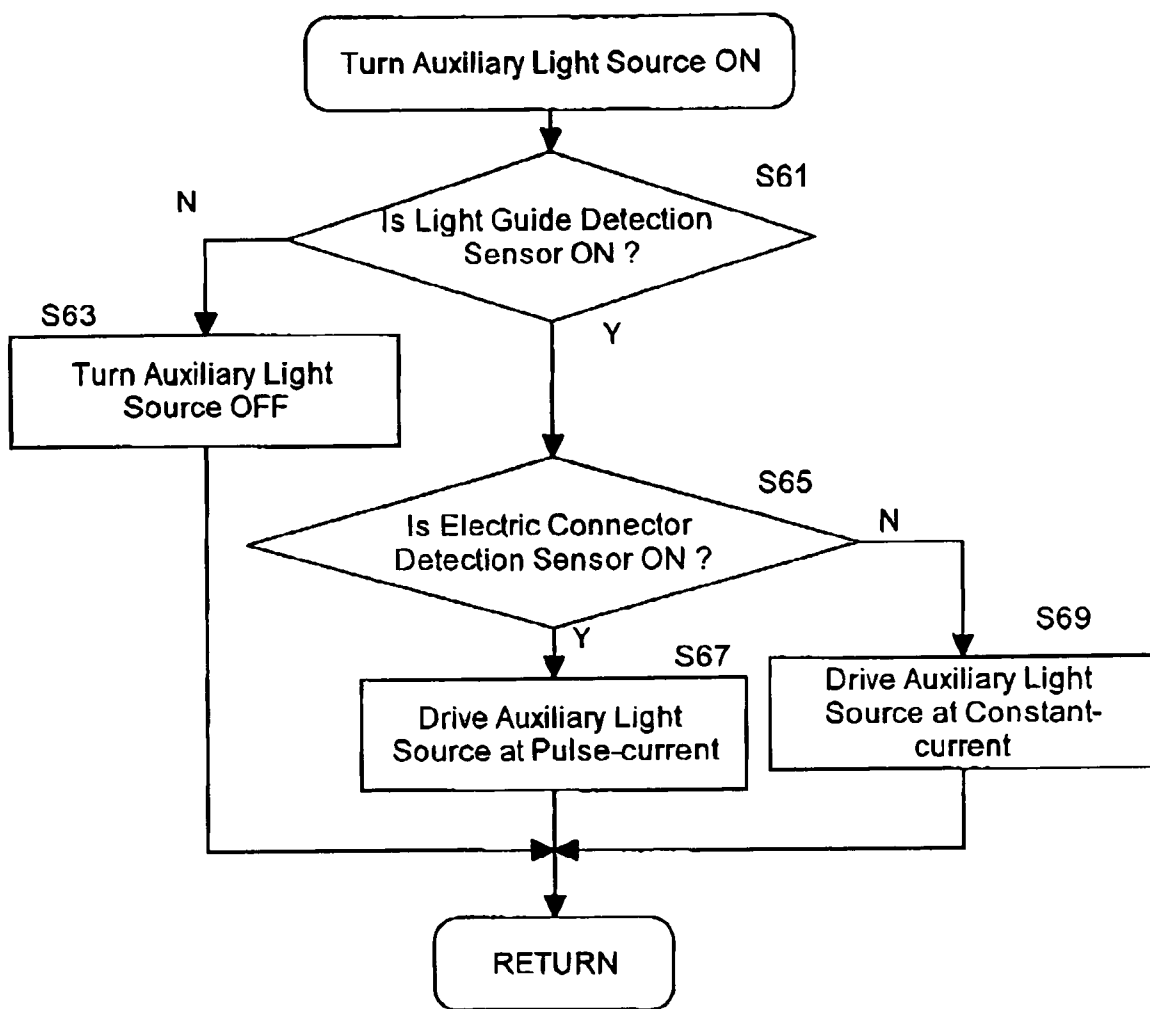 Turn Auxiliary Light Source ON
S61
N
Is Light Guide Detection
Sensor ON ?
S63
Y
Turn Auxiliary Light
Source OFF
S65
N
Is Electric Connector
Detection Sensor ON ?
S69
Y
S67
Drive Auxiliary Light
Source at Constant-
current
Drive Auxiliary Light
Source at Pulse-current
RETURN